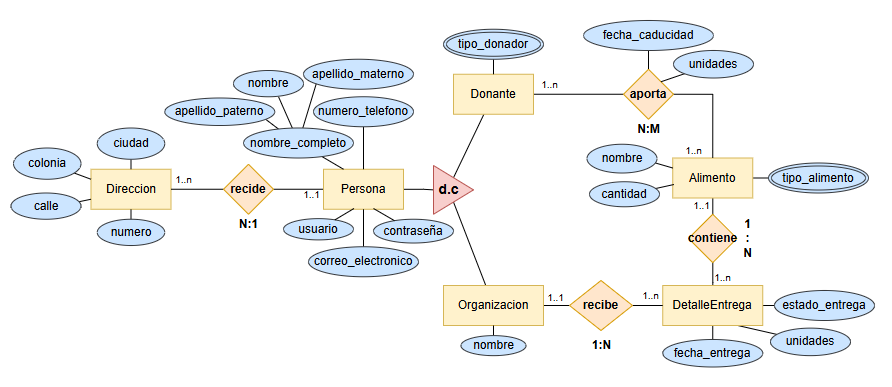 tipo_donador
fecha_caducidad
unidades
nombre
apellido_materno
apellido_paterno
numero_telefono
nombre_completo
Donante
1..n
aporta
N:M
1..n
ciudad
colonia
Direccion
1..n
recide
N:1
1..1
Persona
d.c
calle
numero
usuario
contraseña
correo_electronico
nombre
cantidad
Alimento
tipo_alimento
1..1
contiene
1
:
N
1..n
Organizacion
1..1
recibe
1:N
1..n
DetalleEntrega
estado_entrega
unidades
fecha_entrega
nombre